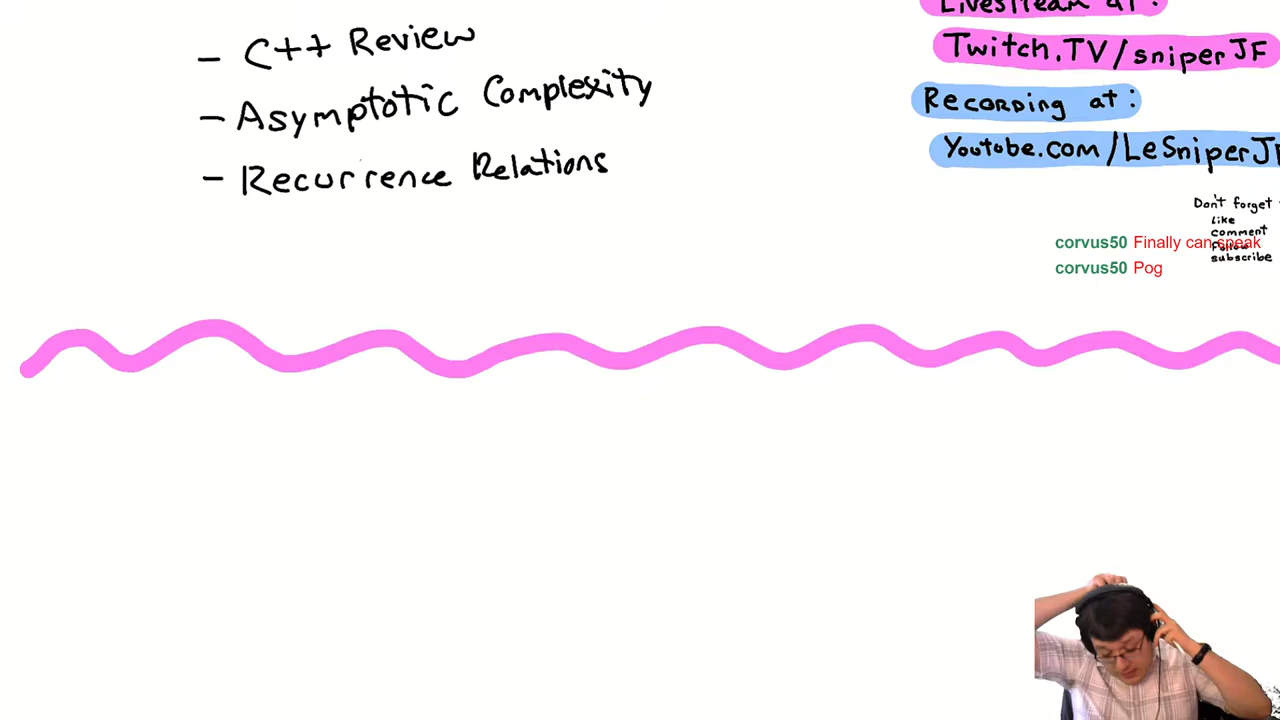 - C++ Review
- Asymptotic Complexity
- Recurrence Relations
Livestream at:
Twitch.TV/sniperJF
Recording at:
Youtube.com/LeSniperJF
Don't forget
Like
comment
follow
subscribe
corvus50 Finally can speak
corvus50 Pog